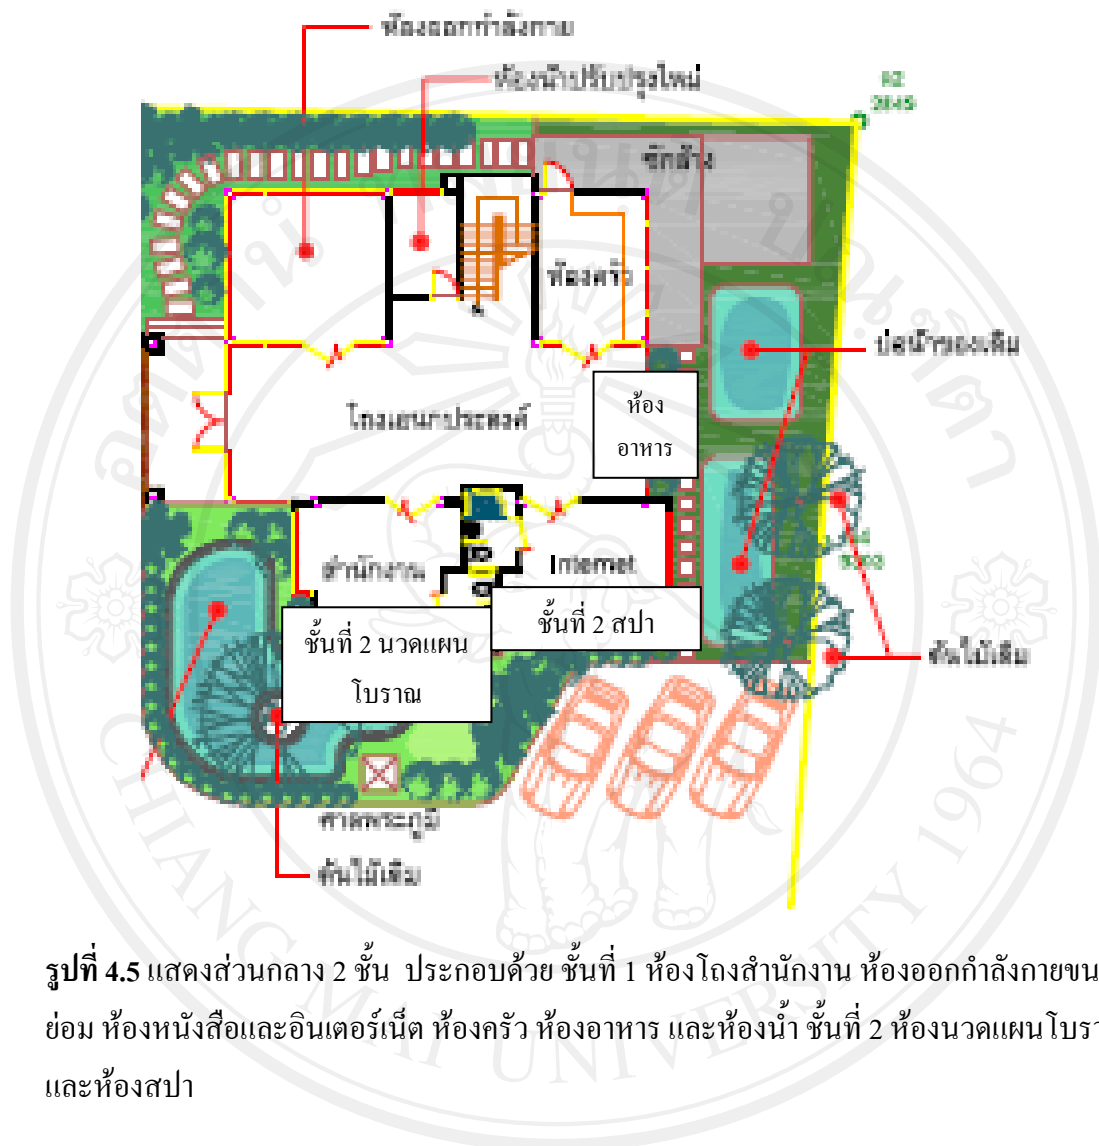 ห้องออกกำลังกาย
ห้องน้ำปรับปรุงใหม่
ซักล้าง
ห้องครัว
บ่อน้ำของเดิม
โถงเอนกประสงค์
ห้อง
อาหาร
สำนักงาน
Internet
ชั้นที่ 2 สปา
ชั้นที่ 2 นวดแผน
โบราณ
ต้นไม้เดิม
ศาลพระภูมิ
ต้นไม้เดิม
รูปที่ 4.5 แสดงส่วนกลาง 2 ชั้น ประกอบด้วย ชั้นที่ 1 ห้องโถงสำนักงาน ห้องออกกำลังกายขน
ย่อม ห้องหนังสือและอินเตอร์เน็ต ห้องครัว ห้องอาหาร และห้องน้ำ ชั้นที่ 2 ห้องนวดแผนโบรา
และห้องสปา
CHIANG MAI UNIVERSITY 1964